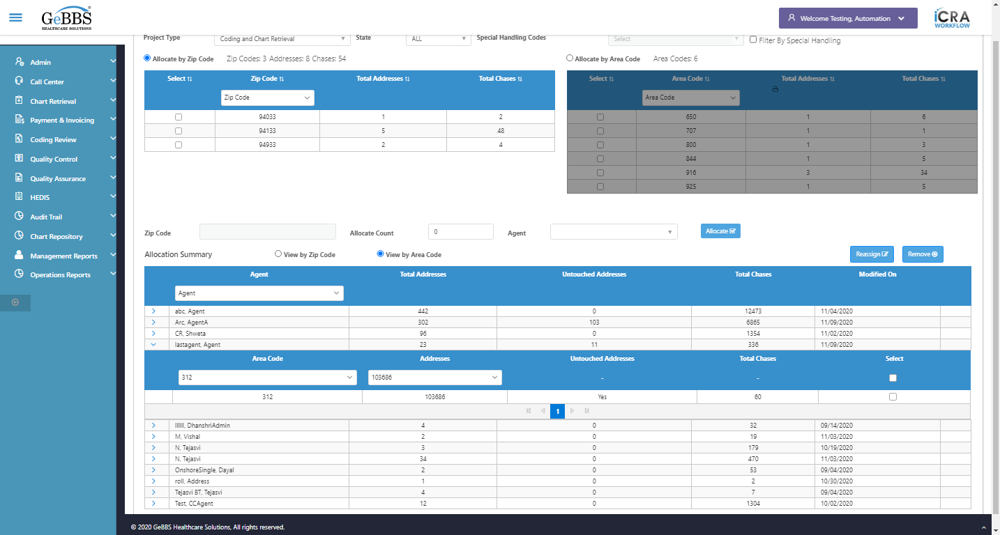 GeBBS
HEALTHCARE SOLUTIONS
Welcome Testing, Automation
iCRA
WORKFLOW
Admin
Call Center
Chart Retrieval
Payment & Invoicing
Coding Review
Quality Control
Quality Assurance
HEDIS
Audit Trail
Chart Repository
Management Reports
Operations Reports
Project Type Coding and Chart Retrieval State ALL Special Handling Codes Select Filter By Special Handling
Allocate by Zip Code Zip Codes: 3 Addresses: 8 Chases: 54
Select Zip Code Total Addresses Total Chases
Zip Code
94033 1 2
94133 5 48
94933 2 4
Allocate by Area Code Area Codes: 6
Select Area Code Total Addresses Total Chases
Area Code
650 1 6
707 1 1
800 1 3
844 1 5
916 3 34
925 1 5
Zip Code Allocate Count 0 Agent Allocate
Allocation Summary View by Zip Code View by Area Code Reassign Remove
Agent Total Addresses Untouched Addresses Total Chases Modified On
Agent
abc, Agent 442 0 12473 11/04/2020
Arc, AgentA 302 103 6865 11/09/2020
CR, Shweta 96 0 1354 11/02/2020
lastagent, Agent 23 11 336 11/09/2020
Area Code Addresses Untouched Addresses Total Chases Select
312 103686 - -
312 103686 Yes 60
1
DhanshriAdmin 4 0 32 09/14/2020
M, Vishal 2 0 19 11/03/2020
N, Tejasvi 3 0 179 10/19/2020
N, Tejasvi 34 0 470 11/03/2020
OnshoreSingle, Dayal 2 0 53 09/04/2020
roll, Address 1 0 2 10/30/2020
Tejasvi BT, Tejasvi 4 0 7 09/04/2020
Test, CCAgent 12 0 1304 10/02/2020
© 2020 GeBBS Healthcare Solutions, All rights reserved.